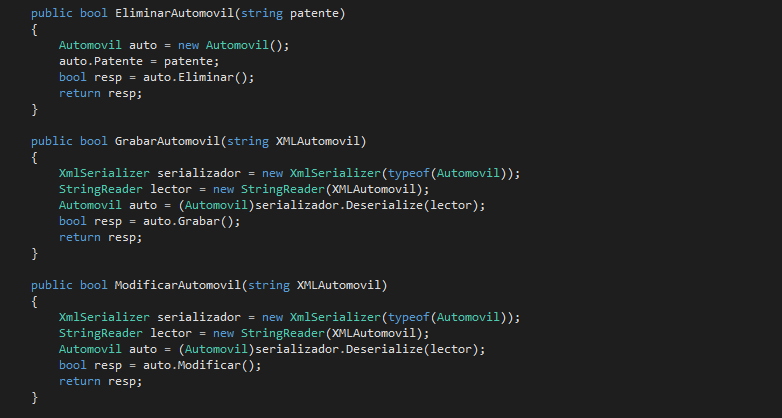 public bool EliminarAutomovil(string patente)
{
    Automovil auto = new Automovil();
    auto.Patente = patente;
    bool resp = auto.Eliminar();
    return resp;
}

public bool GrabarAutomovil(string XMLAutomovil)
{
    XmlSerializer serializador = new XmlSerializer(typeof(Automovil));
    StringReader lector = new StringReader(XMLAutomovil);
    Automovil auto = (Automovil)serializador.Deserialize(lector);
    bool resp = auto.Grabar();
    return resp;
}

public bool ModificarAutomovil(string XMLAutomovil)
{
    XmlSerializer serializador = new XmlSerializer(typeof(Automovil));
    StringReader lector = new StringReader(XMLAutomovil);
    Automovil auto = (Automovil)serializador.Deserialize(lector);
    bool resp = auto.Modificar();
    return resp;
}